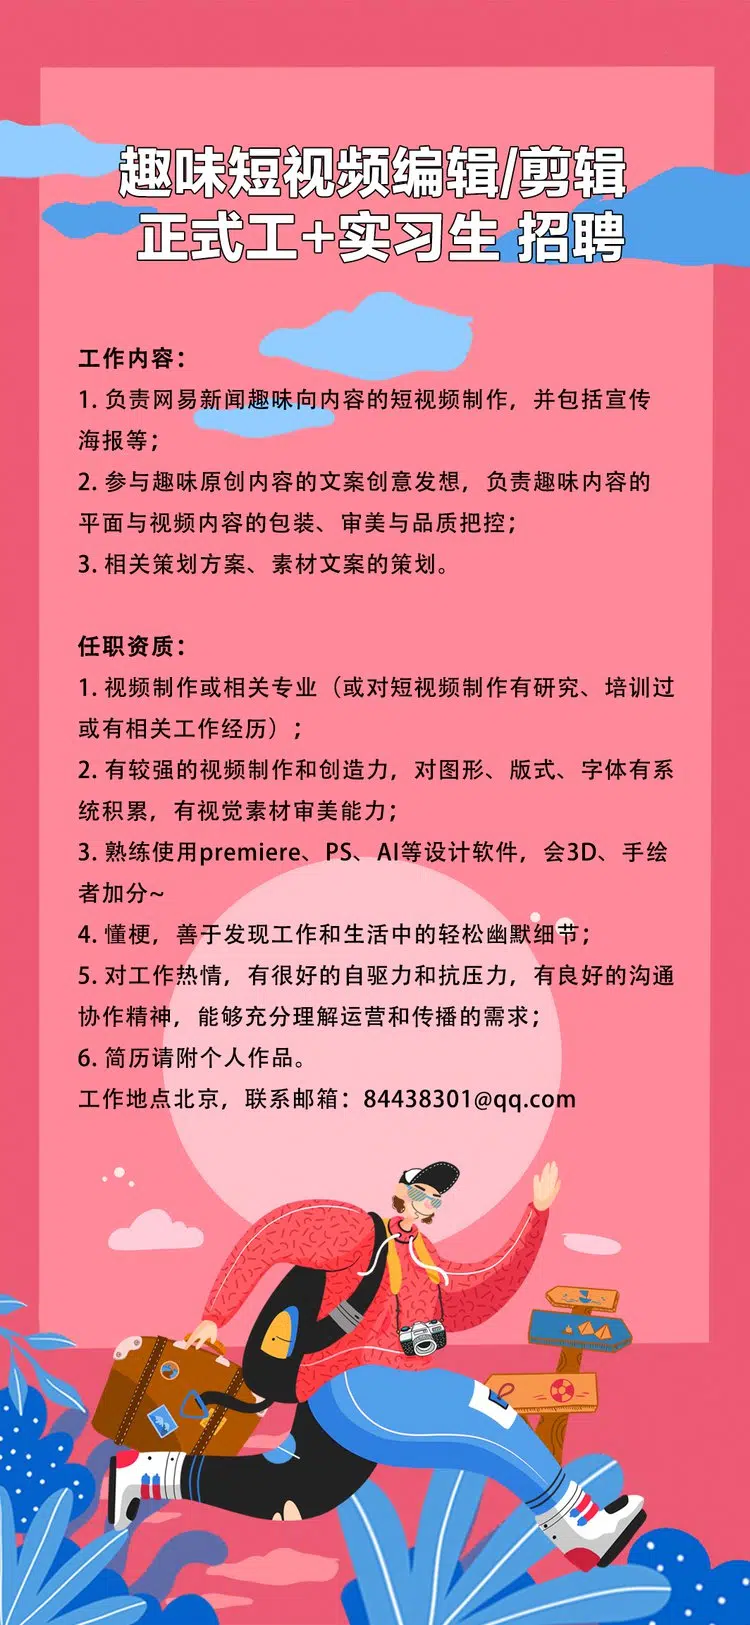 趣味短视频编辑/剪辑
正式工+实习生 招聘
工作内容：
1. 负责网易新闻趣味向内容的短视频制作，并包括宣传
海报等；
2. 参与趣味原创内容的文案创意发想，负责趣味内容的
平面与视频内容的包装、审美与品质把控；
3. 相关策划方案、素材文案的策划。
任职资质：
1. 视频制作或相关专业（或对短视频制作有研究、培训过
或有相关工作经历）；
2. 有较强的视频制作和创造力，对图形、版式、字体有系
统积累，有视觉素材审美能力；
3. 熟练使用premiere、PS、AI等设计软件，会3D、手绘
者加分~
4. 懂梗，善于发现工作和生活中的轻松幽默细节；
5. 对工作热情，有很好的自驱力和抗压力，有良好的沟通
协作精神，能够充分理解运营和传播的需求；
6. 简历请附个人作品。
工作地点北京，联系邮箱：84438301@qq.com